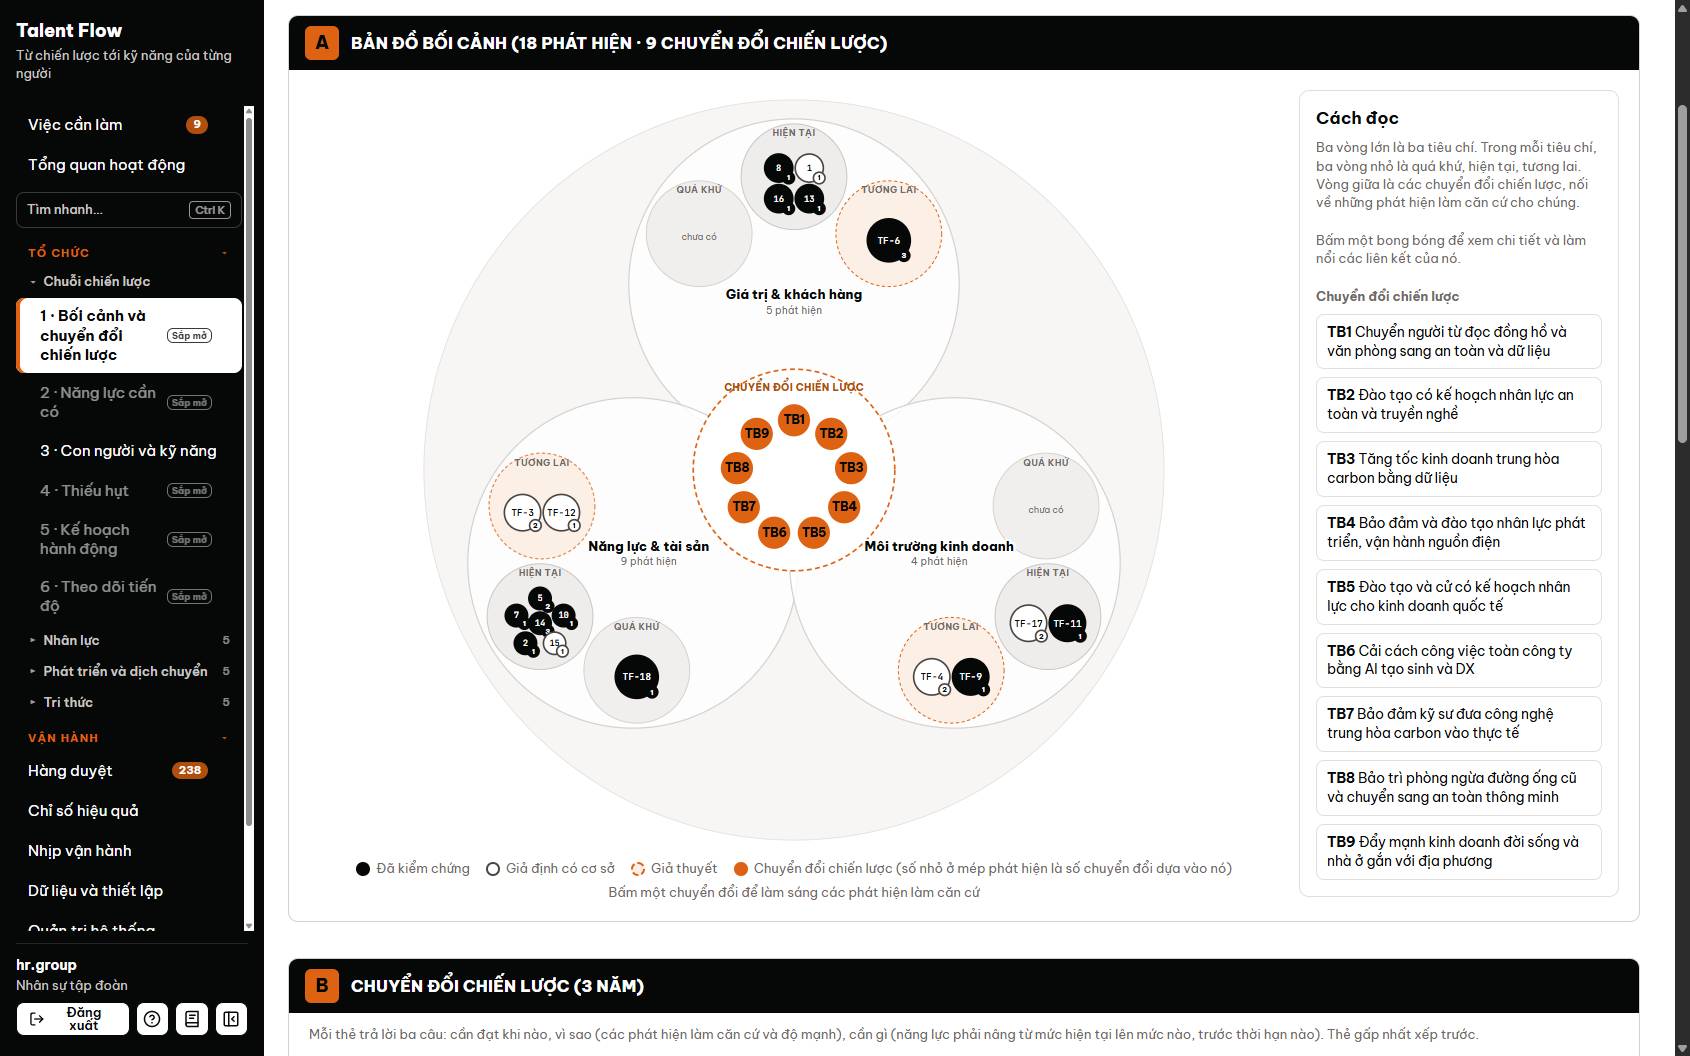 Talent Flow
Từ chiến lược tới kỹ năng của từng
người
Việc cần làm 9
Tổng quan hoạt động
Tìm nhanh... Ctrl K
TỔ CHỨC
Chuỗi chiến lược
1 · Bối cảnh và
chuyển đổi
chiến lược
Sắp mở
2 · Năng lực cần
có
Sắp mở
3 · Con người và kỹ năng
4 · Thiếu hụt Sắp mở
5 · Kế hoạch
hành động
Sắp mở
6 · Theo dõi tiến
độ
Sắp mở
Nhân lực 5
Phát triển và dịch chuyển 5
Tri thức 5
VẬN HÀNH
Hàng duyệt 238
Chỉ số hiệu quả
Nhịp vận hành
Dữ liệu và thiết lập
Quản trị hệ thống
hr.group
Nhân sự tập đoàn
Đăng
xuất
A BẢN ĐỒ BỐI CẢNH (18 PHÁT HIỆN · 9 CHUYỂN ĐỔI CHIẾN LƯỢC)
HIỆN TẠI
8 1 1 1
16 1 13 1
QUÁ KHỨ
chưa có
TƯƠNG LAI
TF-6 3
Giá trị & khách hàng
5 phát hiện
CHUYỂN ĐỔI CHIẾN LƯỢC
TB1
TB2
TB3
TB4
TB5
TB6
TB7
TB8
TB9
TƯƠNG LAI
TF-3 2 TF-12 1
Năng lực & tài sản
9 phát hiện
HIỆN TẠI
5 2
7 1 14 3 10 1
2 1 15 1
QUÁ KHỨ
TF-18 1
QUÁ KHỨ
chưa có
Môi trường kinh doanh
4 phát hiện
HIỆN TẠI
TF-17 2 TF-11 1
TƯƠNG LAI
TF-4 2 TF-9 1
Đã kiểm chứng Giả định có cơ sở Giả thuyết Chuyển đổi chiến lược (số nhỏ ở mép phát hiện là số chuyển đổi dựa vào nó)
Bấm một chuyển đổi để làm sáng các phát hiện làm căn cứ
Cách đọc
Ba vòng lớn là ba tiêu chí. Trong mỗi tiêu chí,
ba vòng nhỏ là quá khứ, hiện tại, tương lai.
Vòng giữa là các chuyển đổi chiến lược, nối
về những phát hiện làm căn cứ cho chúng.
Bấm một bong bóng để xem chi tiết và làm
nổi các liên kết của nó.
Chuyển đổi chiến lược
TB1 Chuyển người từ đọc đồng hồ và
văn phòng sang an toàn và dữ liệu
TB2 Đào tạo có kế hoạch nhân lực an
toàn và truyền nghề
TB3 Tăng tốc kinh doanh trung hòa
carbon bằng dữ liệu
TB4 Bảo đảm và đào tạo nhân lực phát
triển, vận hành nguồn điện
TB5 Đào tạo và cử có kế hoạch nhân
lực cho kinh doanh quốc tế
TB6 Cải cách công việc toàn công ty
bằng AI tạo sinh và DX
TB7 Bảo đảm kỹ sư đưa công nghệ
trung hòa carbon vào thực tế
TB8 Bảo trì phòng ngừa đường ống cũ
và chuyển sang an toàn thông minh
TB9 Đẩy mạnh kinh doanh đời sống và
nhà ở gắn với địa phương
B CHUYỂN ĐỔI CHIẾN LƯỢC (3 NĂM)
Mỗi thẻ trả lời ba câu: cần đạt khi nào, vì sao (các phát hiện làm căn cứ và độ mạnh), cần gì (năng lực phải nâng từ mức hiện tại lên mức nào, trước thời hạn nào). Thẻ gấp nhất xếp trước.